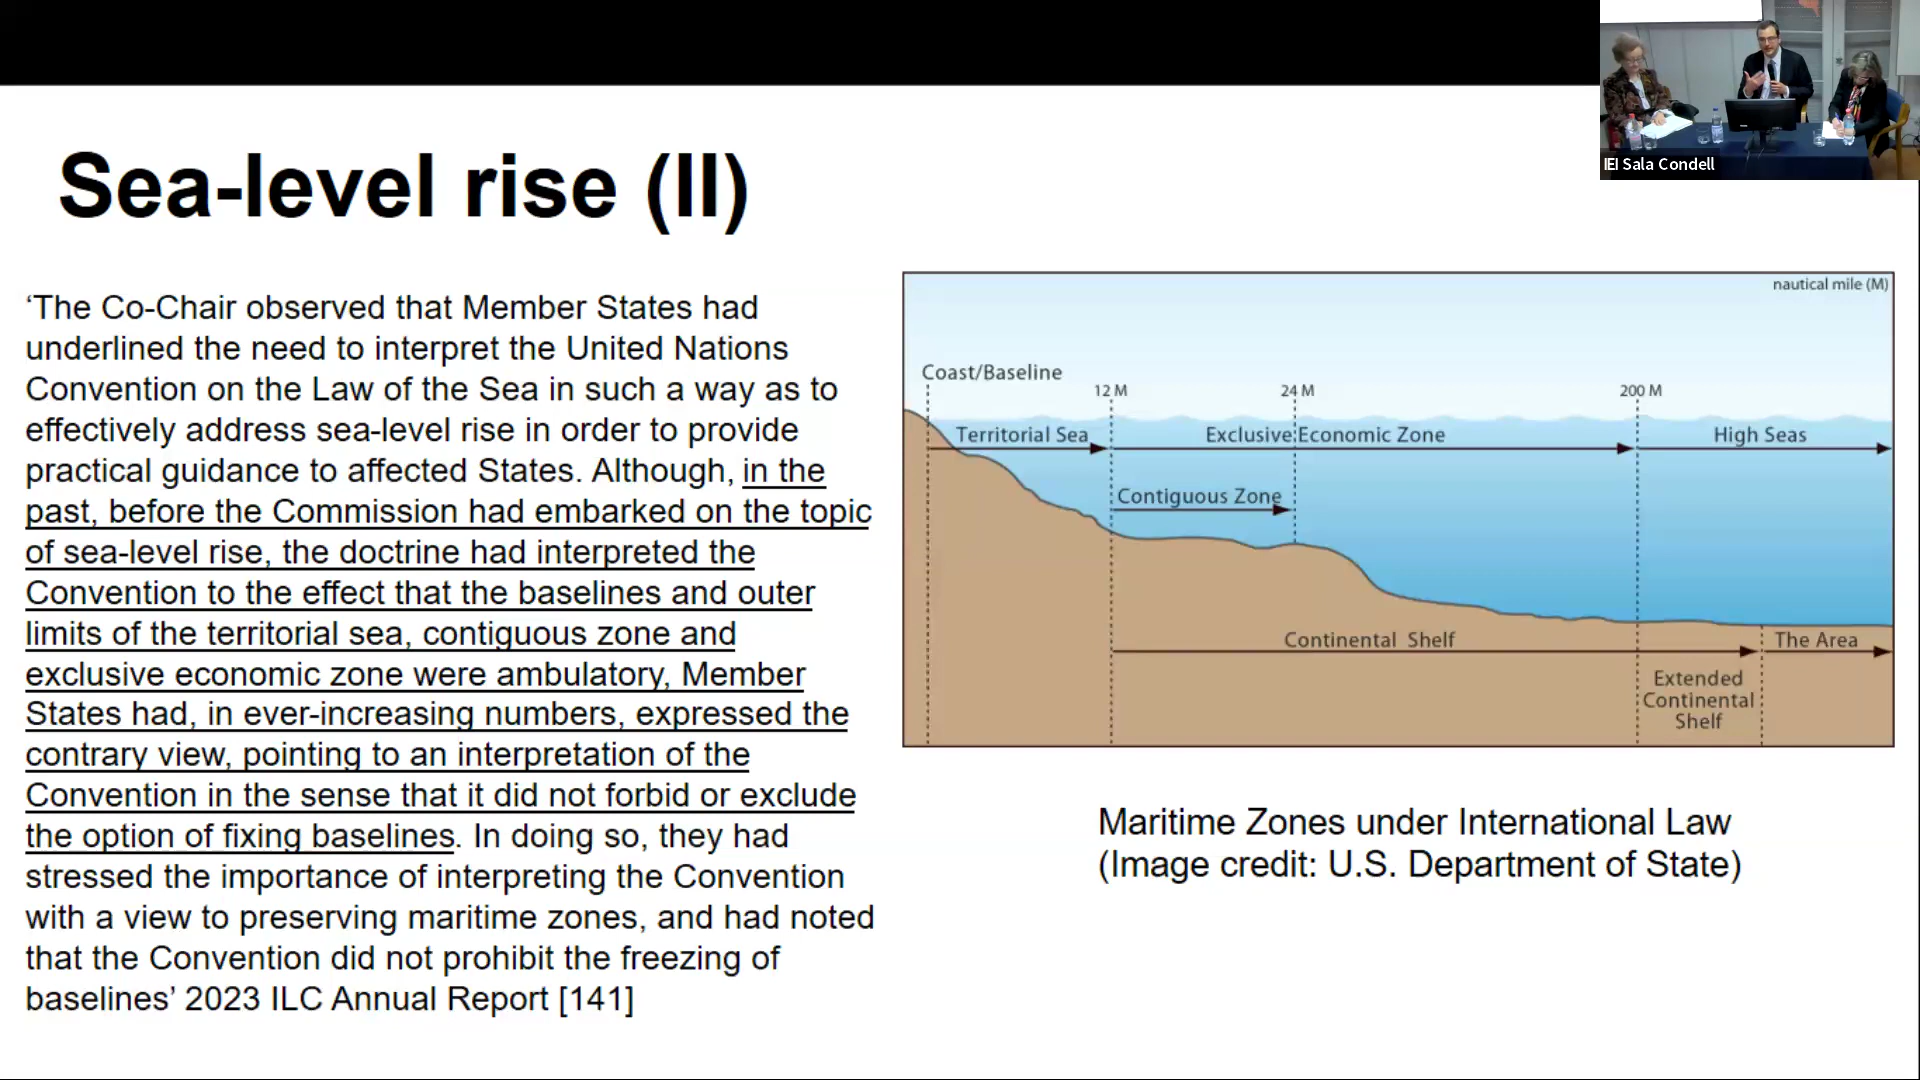 IEI Sala Condell
Sea-level rise (II)
‘The Co-Chair observed that Member States had
underlined the need to interpret the United Nations
Convention on the Law of the Sea in such a way as to
effectively address sea-level rise in order to provide
practical guidance to affected States. Although, in the
past, before the Commission had embarked on the topic
of sea-level rise, the doctrine had interpreted the
Convention to the effect that the baselines and outer
limits of the territorial sea, contiguous zone and
exclusive economic zone were ambulatory, Member
States had, in ever-increasing numbers, expressed the
contrary view, pointing to an interpretation of the
Convention in the sense that it did not forbid or exclude
the option of fixing baselines. In doing so, they had
stressed the importance of interpreting the Convention
with a view to preserving maritime zones, and had noted
that the Convention did not prohibit the freezing of
baselines’ 2023 ILC Annual Report [141]
nautical mile (M)
Coast/Baseline
12 M
24 M
200 M
Territorial Sea
Exclusive Economic Zone
High Seas
Contiguous Zone
Continental Shelf
The Area
Extended
Continental
Shelf
Maritime Zones under International Law
(Image credit: U.S. Department of State)